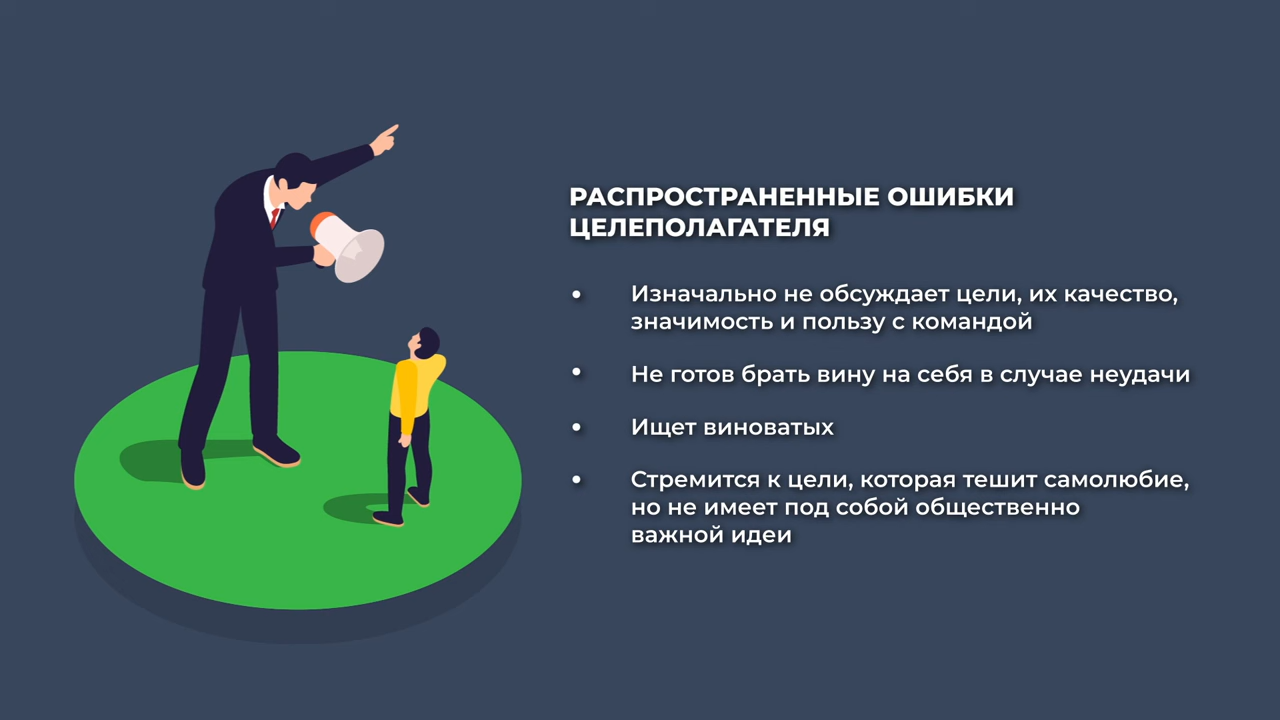 РАСПРОСТРАНЕННЫЕ ОШИБКИ
ЦЕЛЕПОЛАГАТЕЛЯ
• Изначально не обсуждает цели, их качество,
значимость и пользу с командой
• Не готов брать вину на себя в случае неудачи
• Ищет виноватых
• Стремится к цели, которая тешит самолюбие,
но не имеет под собой общественно
важной идеи